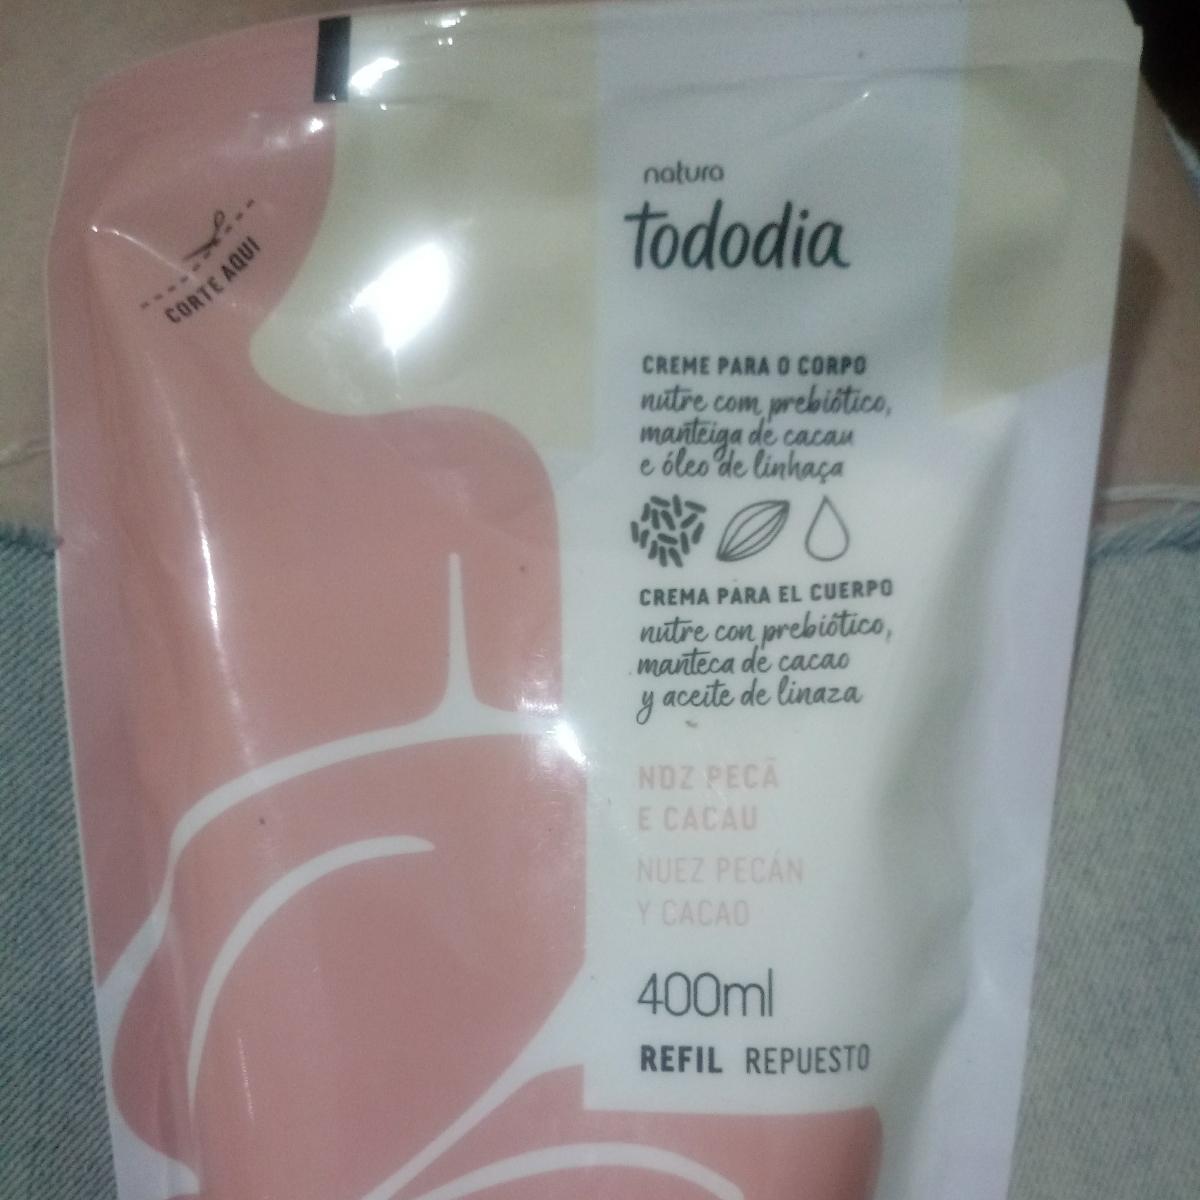 CORTE AQUI
natura
tododia
CREME PARA O CORPO
nutre com prebiótico,
manteiga de cacau
e óleo de linhaça
CREMA PARA EL CUERPO
nutre con prebiótico,
manteca de cacao
y aceite de linaza
NOZ PECÃ
E CACAU
NUEZ PECÁN
Y CACAO
400ml
REFIL REPUESTO